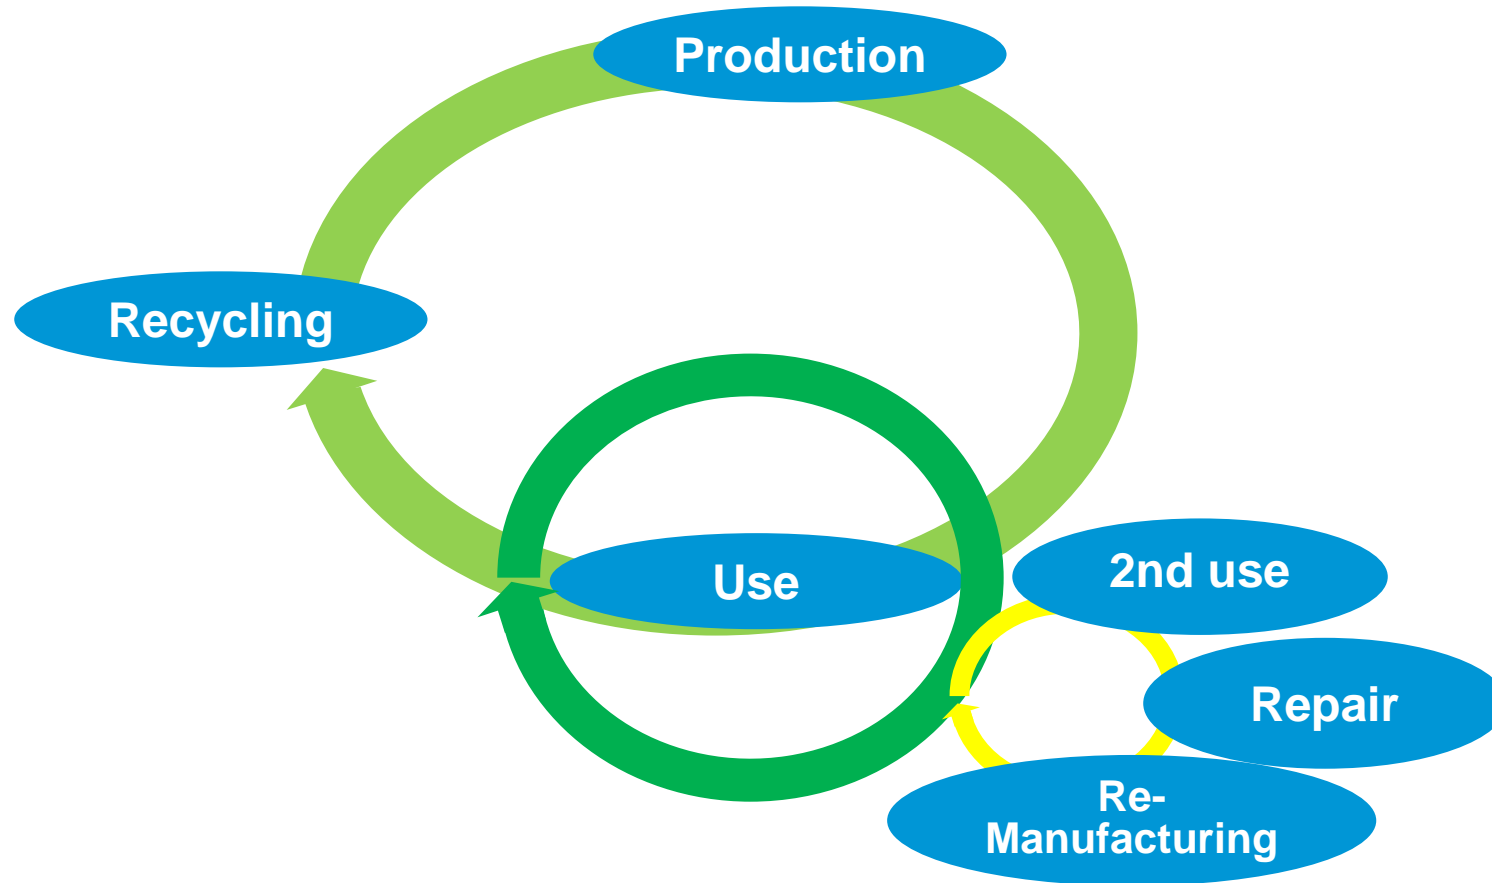 Production
Recycling
Use
2nd use
Repair
Re-
Manufacturing